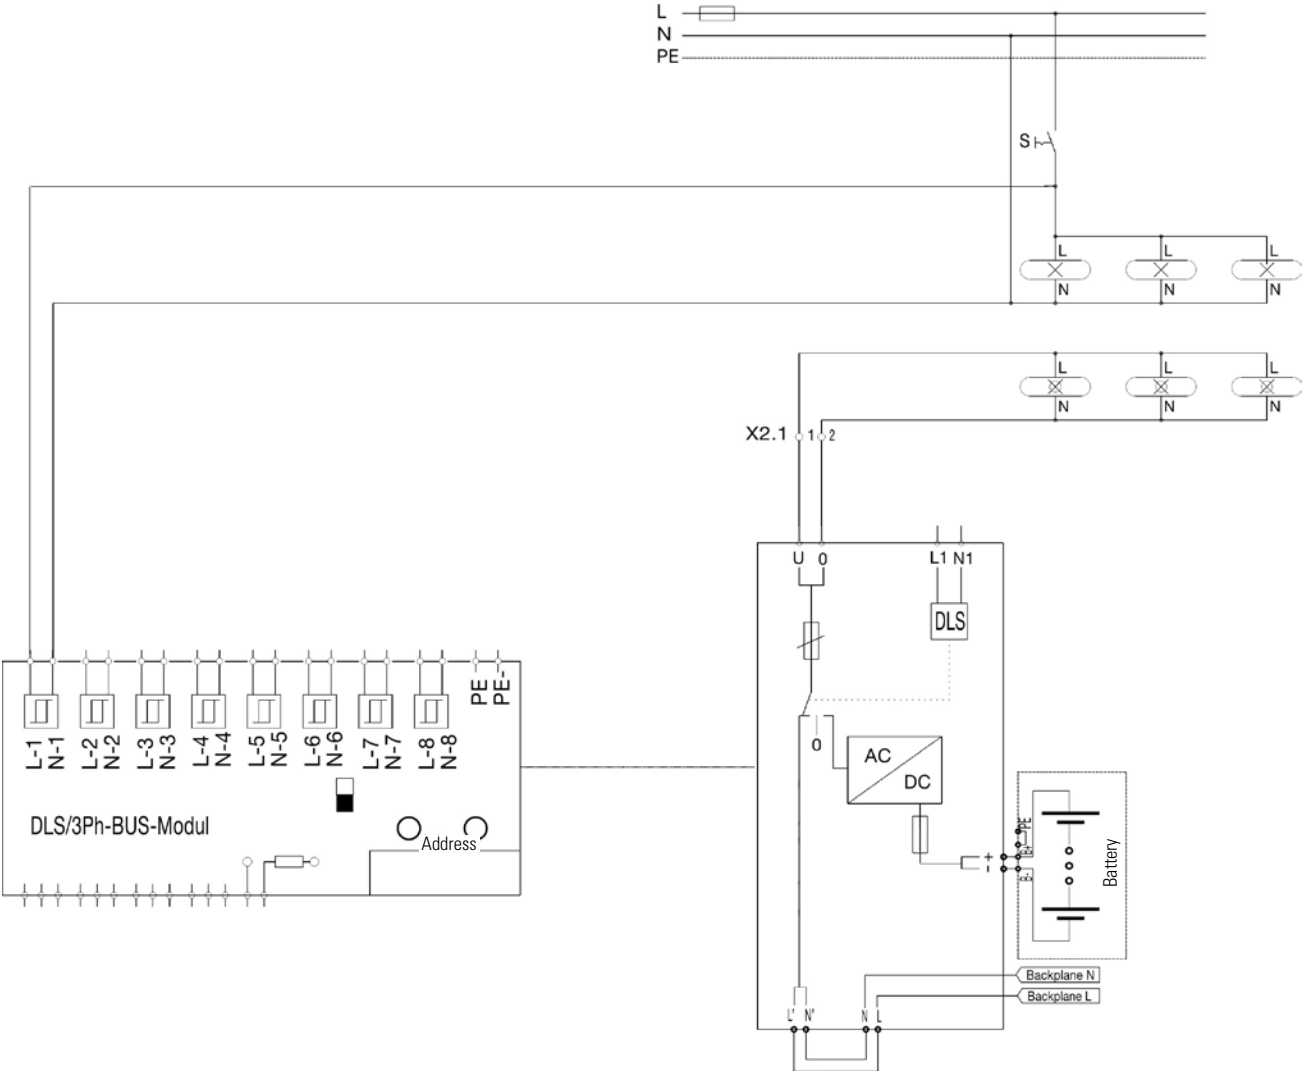 L
N
PE
S
L L L
N N N
L L L
N N N
X2.1 1 2
U 0 L1 N1
DLS
PE PE-
L-1 N-1 L-2 N-2 L-3 N-3 L-4 N-4 L-5 N-5 L-6 N-6 L-7 N-7 L-8 N-8
0
AC
DC
DLS/3Ph-BUS-Modul
Address
PE
B+
B-
+
-
Battery
Backplane N
Backplane L
L' N' N L